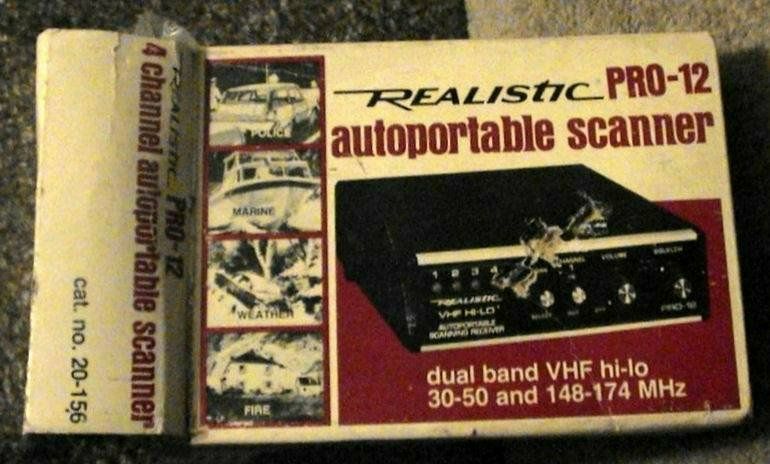 REALISTIC PRO-12
autoportable scanner
POLICE
MARINE
WEATHER
FIRE
1 2 3 4
CHANNEL
VOLUME
SQUELCH
REALISTIC
VHF HI-LO
AUTOPORTABLE
SCANNING RECEIVER
PRO-12
dual band VHF hi-lo
30-50 and 148-174 MHz
REALISTIC PRO-12
4 channel autoportable scanner
cat. no. 20-156